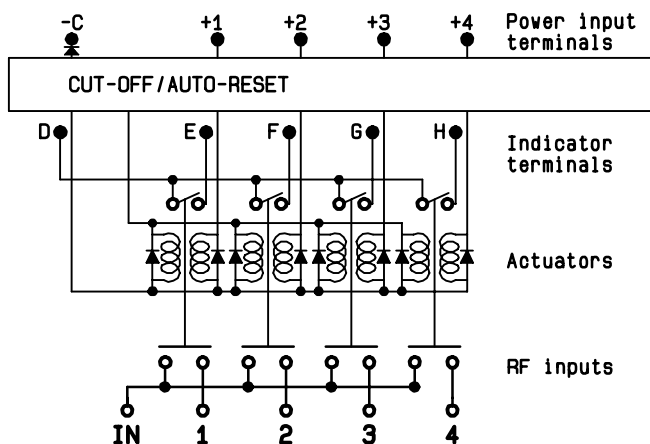 -C +1 +2 +3 +4 Power input
terminals
CUT-OFF/AUTO-RESET
D E F G H Indicator
terminals
Actuators
RF inputs
IN 1 2 3 4